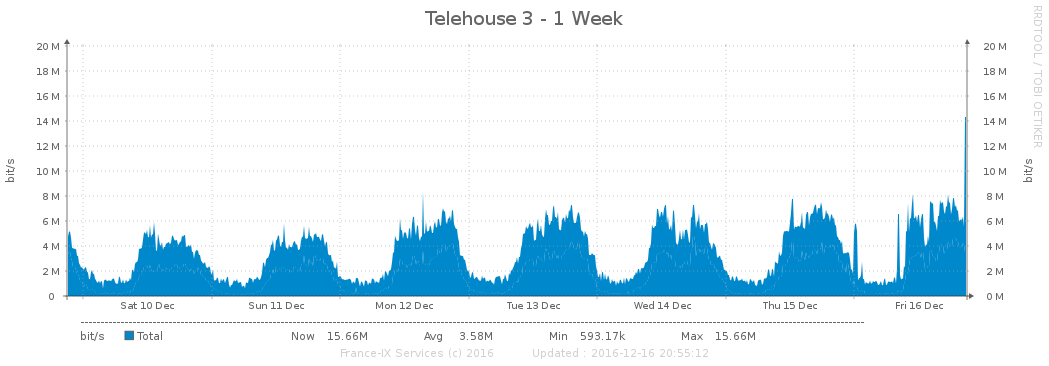 Telehouse 3 - 1 Week
RRDTOOL / TOBI OETIKER
bit/s
20 M 20 M
18 M 18 M
16 M 16 M
14 M 14 M
12 M 12 M
10 M 10 M
8 M 8 M
6 M 6 M
4 M 4 M
2 M 2 M
0 0 M
bit/s
Sat 10 Dec Sun 11 Dec Mon 12 Dec Tue 13 Dec Wed 14 Dec Thu 15 Dec Fri 16 Dec
bit/s Total Now 15.66M Avg 3.58M Min 593.17k Max 15.66M
France-IX Services (c) 2016 Updated : 2016-12-16 20:55:12